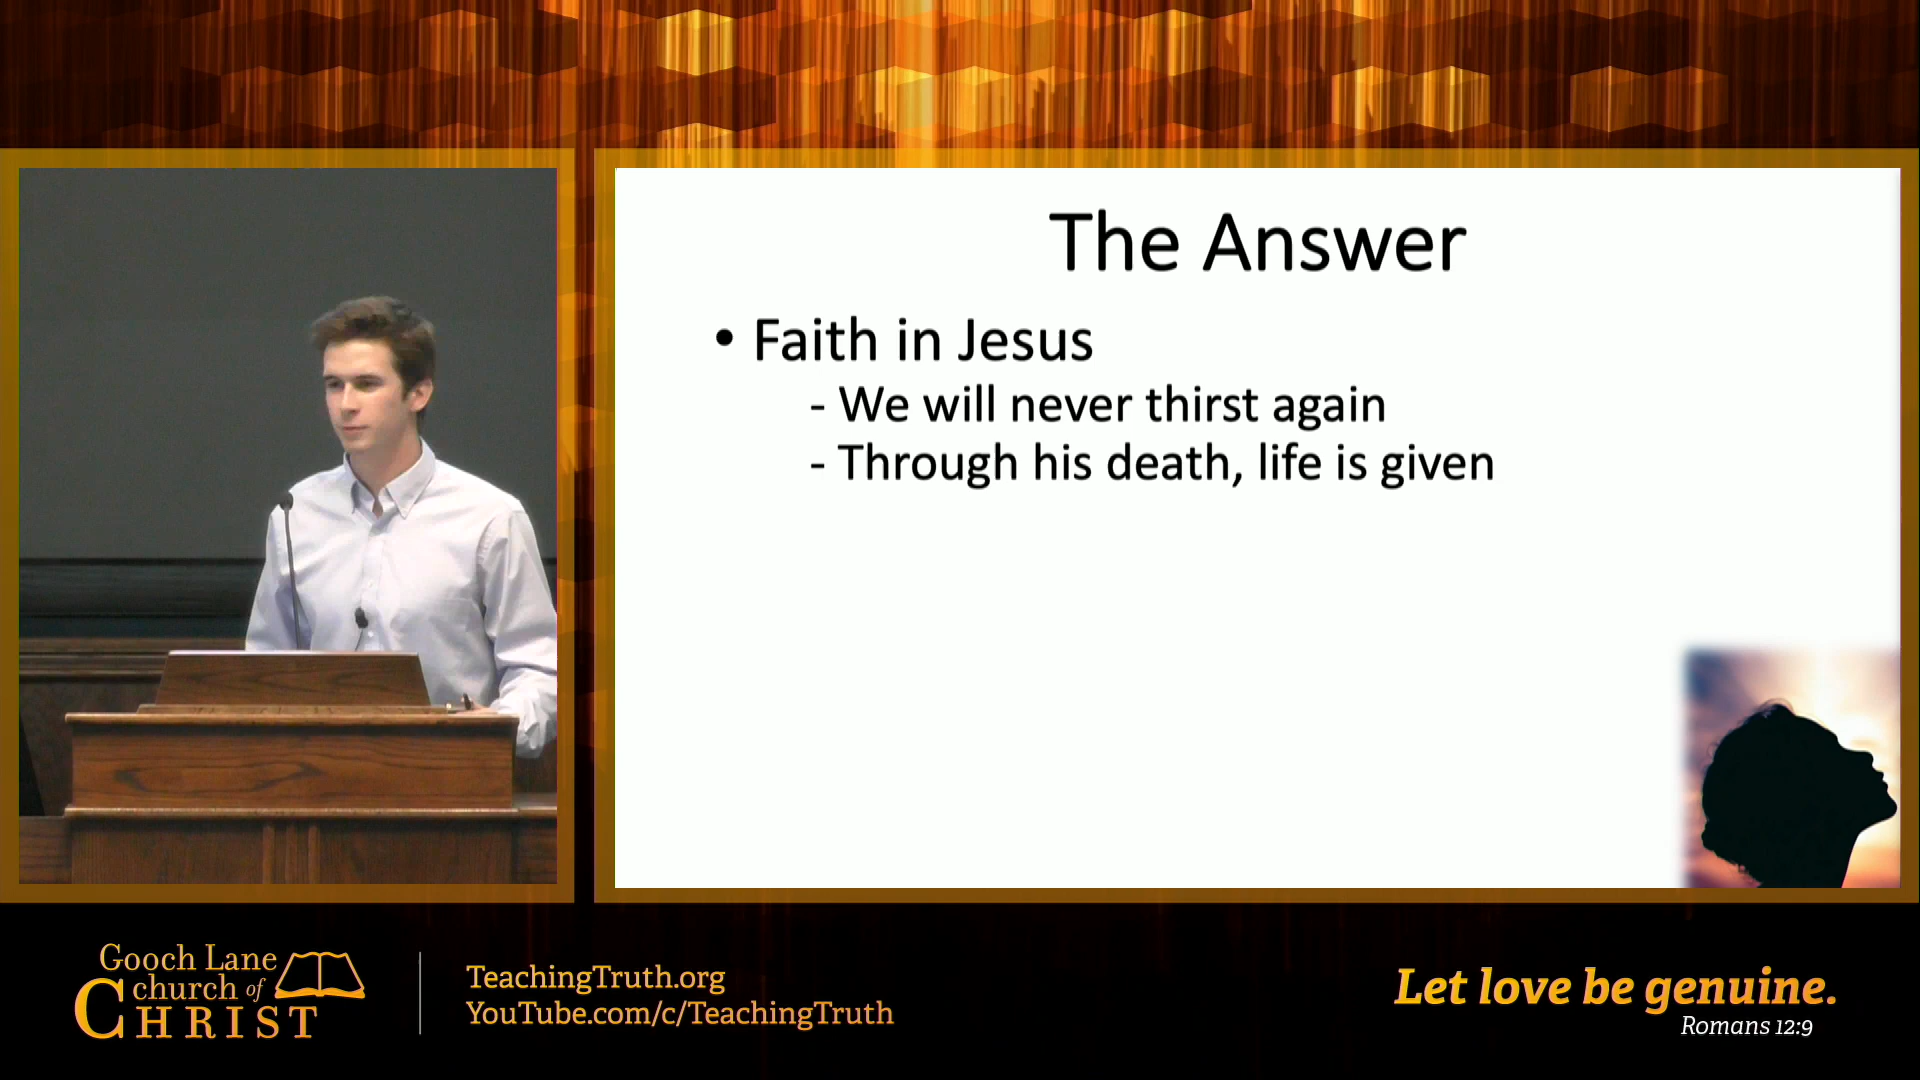 The Answer
• Faith in Jesus
- We will never thirst again
- Through his death, life is given
Gooch Lane
church of
CHRIST
TeachingTruth.org
YouTube.com/c/TeachingTruth
Let love be genuine.
Romans 12:9